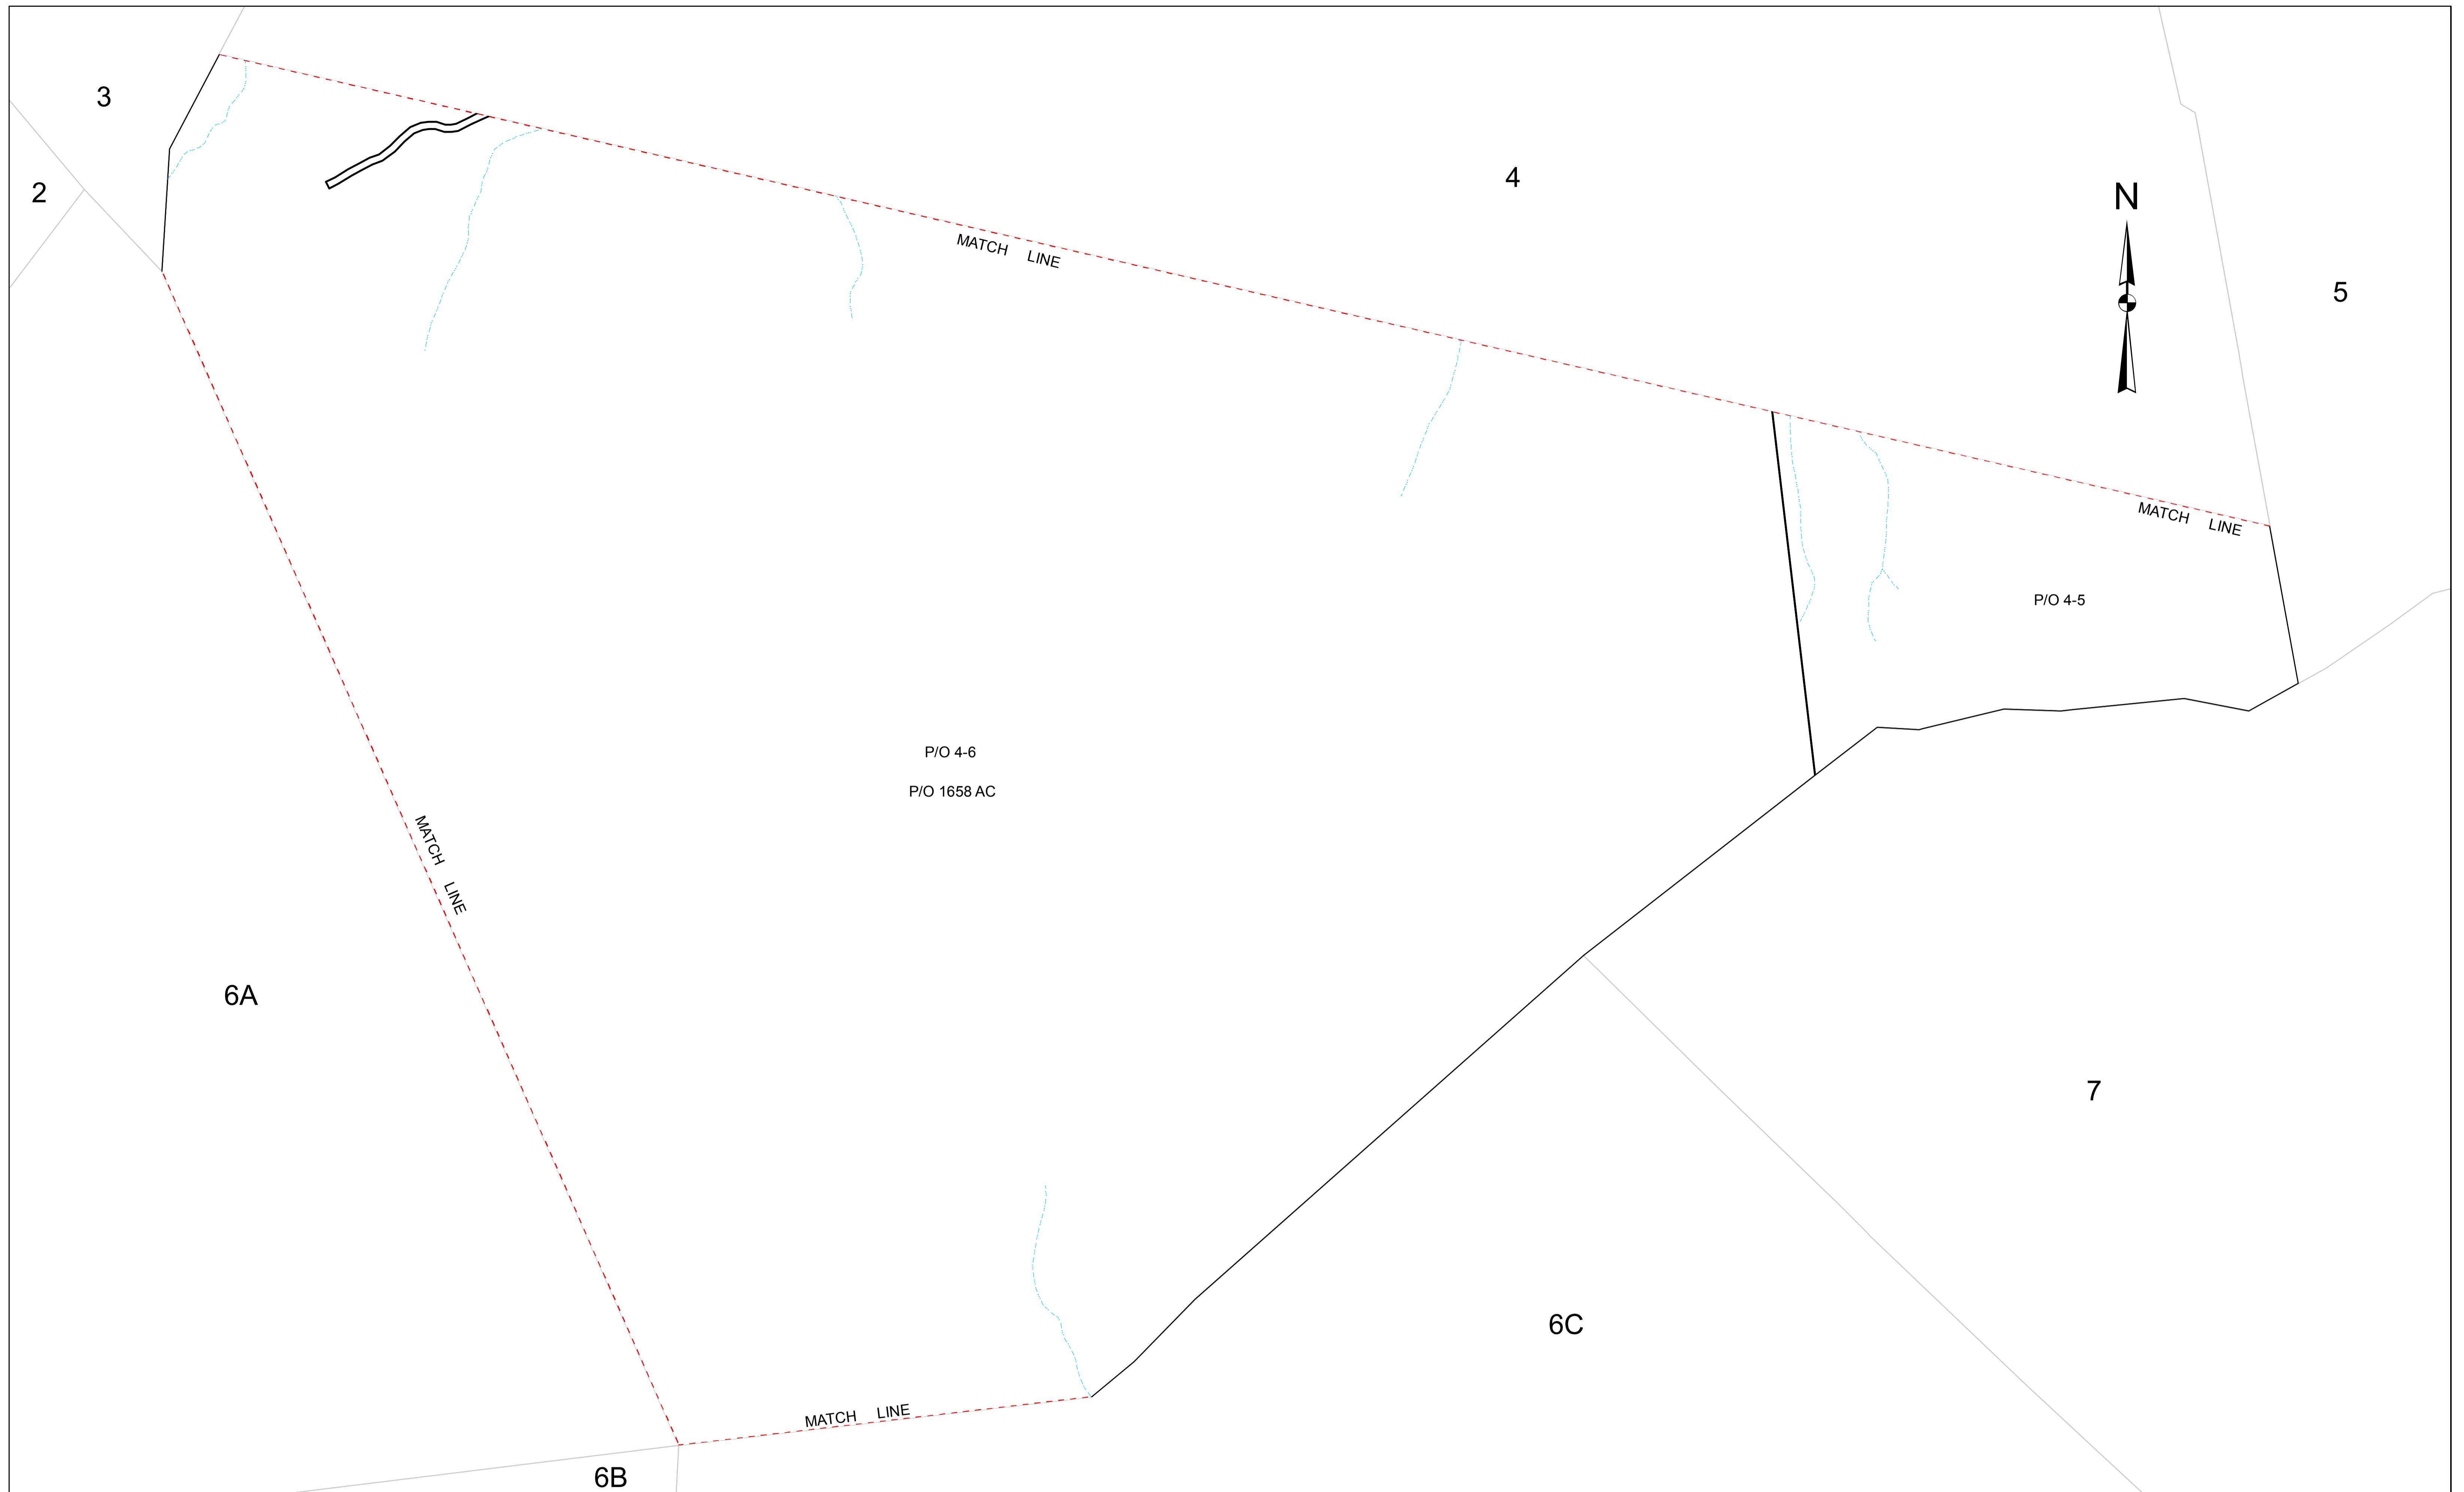 3
2
4
N
5
MATCH LINE
MATCH LINE
P/O 4-5
P/O 4-6
P/O 1658 AC
MATCH LINE
6A
7
6C
MATCH LINE
6B